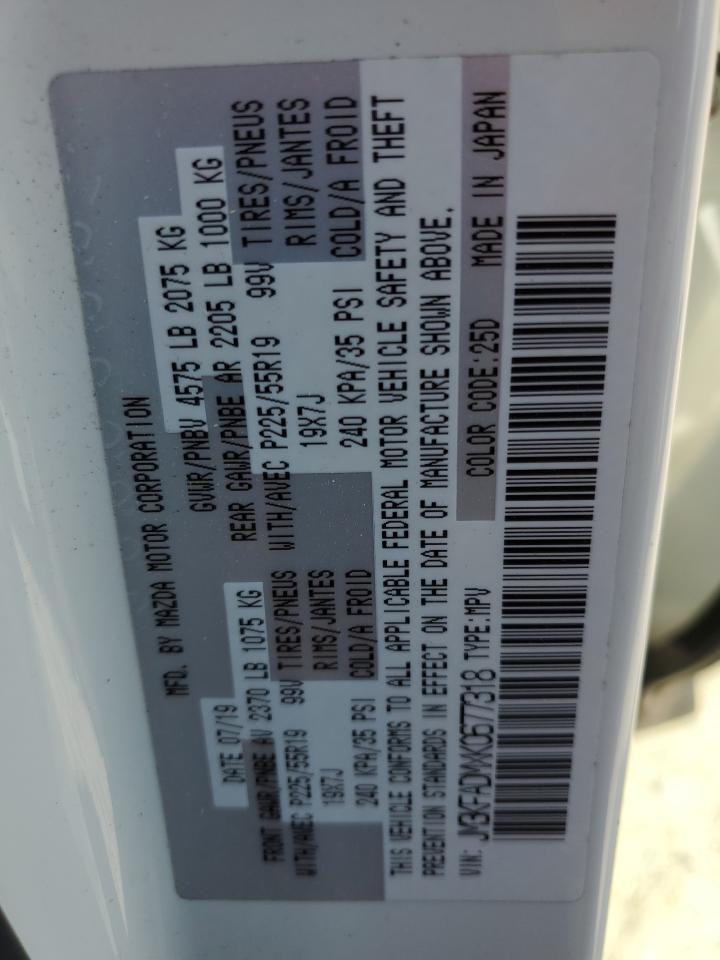 MFD. BY MAZDA MOTOR CORPORATION
DATE 07/19 GVWR/PNBV 4575 LB 2075 KG
FRONT GAWR/PNBE AV 2370 LB 1075 KG REAR GAWR/PNBE AR 2205 LB 1000 KG
WITH/AVEC P225/55R19 99V TIRES/PNEUS WITH/AVEC P225/55R19 99V TIRES/PNEUS
19X7J RIMS/JANTES 19X7J RIMS/JANTES
240 KPA/35 PSI COLD/A FROID 240 KPA/35 PSI COLD/A FROID
THIS VEHICLE CONFORMS TO ALL APPLICABLE FEDERAL MOTOR VEHICLE SAFETY AND THEFT
PREVENTION STANDARDS IN EFFECT ON THE DATE OF MANUFACTURE SHOWN ABOVE.
VIN: JM3KFADMXK0677318 TYPE:MPV COLOR CODE:25D MADE IN JAPAN